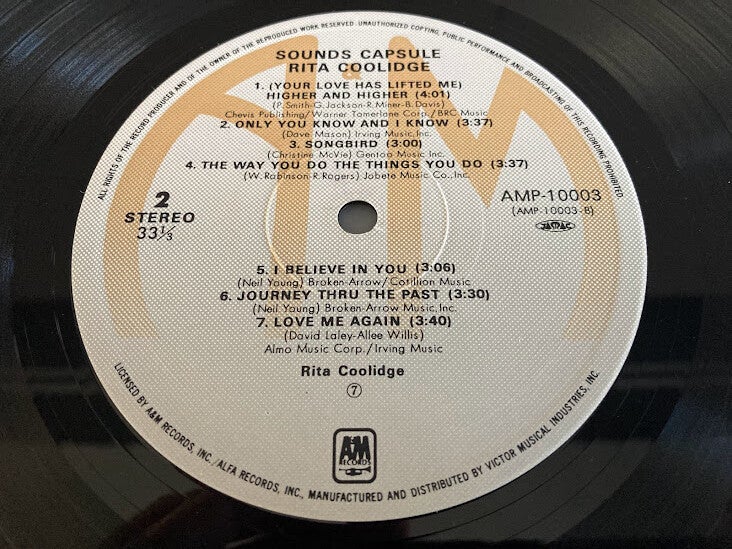 ALL RIGHTS OF THE RECORD PRODUCER AND OF THE OWNER OF THE REPRODUCED WORK RESERVED. UNAUTHORIZED COPYING, PUBLIC PERFORMANCE AND BROADCASTING OF THIS RECORDING PROHIBITED
SOUNDS CAPSULE
RITA COOLIDGE
1. (YOUR LOVE HAS LIFTED ME)
HIGHER AND HIGHER (4:01)
(P.Smith-G.Jackson-R.Miner-B.Davis)
Chevis Publishing/Warner Tamerlane Corp./BRC Music
2. ONLY YOU KNOW AND I KNOW (3:37)
(Dave Mason) Irving Music, Inc.
3. SONGBIRD (3:00)
(Christine McVie) Gentoo Music Inc.
4. THE WAY YOU DO THE THINGS YOU DO (3:37)
(W.Robinson-R.Rogers) Jobete Music Co., Inc.
2
STEREO
33⅓
AMP-10003
(AMP-10003-B)
JASRAC
5. I BELIEVE IN YOU (3:06)
(Neil Young) Broken-Arrow/Cotillion Music
6. JOURNEY THRU THE PAST (3:30)
(Neil Young) Broken-Arrow Music, Inc.
7. LOVE ME AGAIN (3:40)
(David Laley-Allee Willis)
Almo Music Corp./Irving Music
Rita Coolidge
⑦
A&M
RECORDS
LICENSED BY A&M RECORDS, INC./ALFA RECORDS, INC., MANUFACTURED AND DISTRIBUTED BY VICTOR MUSICAL INDUSTRIES, INC.